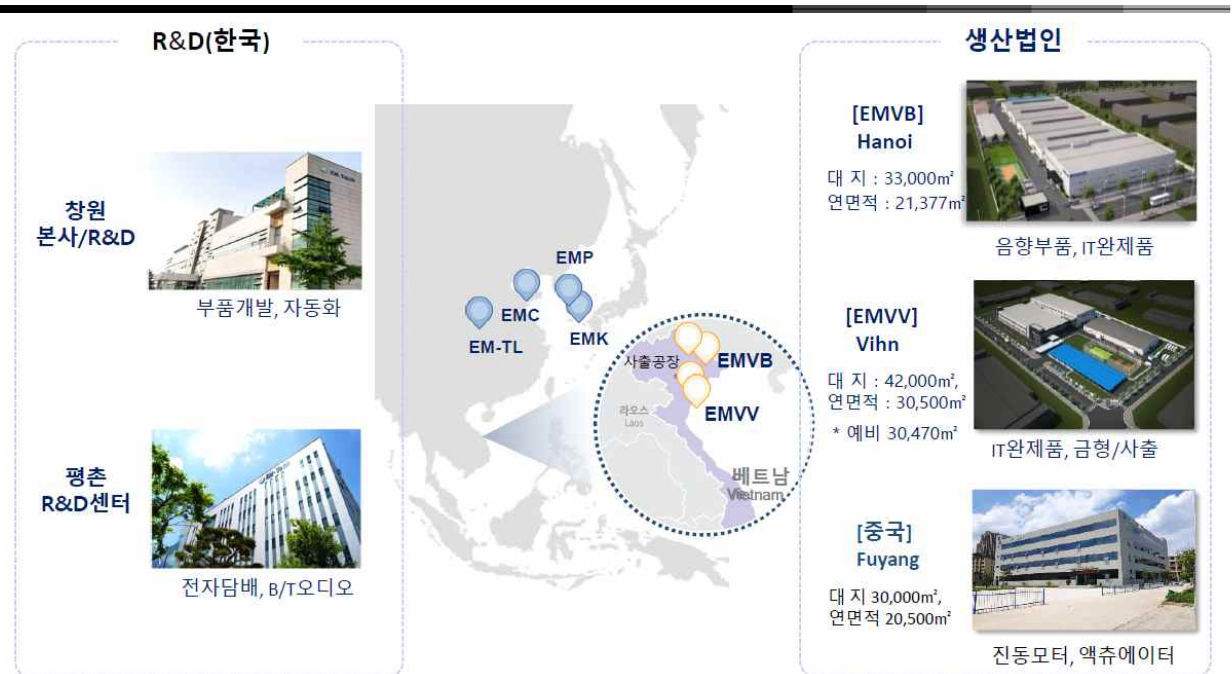 R&D(한국)
창원
본사/R&D
부품개발, 자동화
평촌
R&D센터
전자담배, B/T오디오
EMP
EMC
EMK
EM-TL
사출공장
EMVB
EMVV
라오스
Laos
베트남
Vietnam
생산법인
[EMVB]
Hanoi
대 지 : 33,000m²
연면적 : 21,377m²
음향부품, IT완제품
[EMVV]
Vihn
대 지 : 42,000m²,
연면적 : 30,500m²
* 예비 30,470m²
IT완제품, 금형/사출
[중국]
Fuyang
대 지 30,000m²,
연면적 20,500m²
진동모터, 액츄에이터